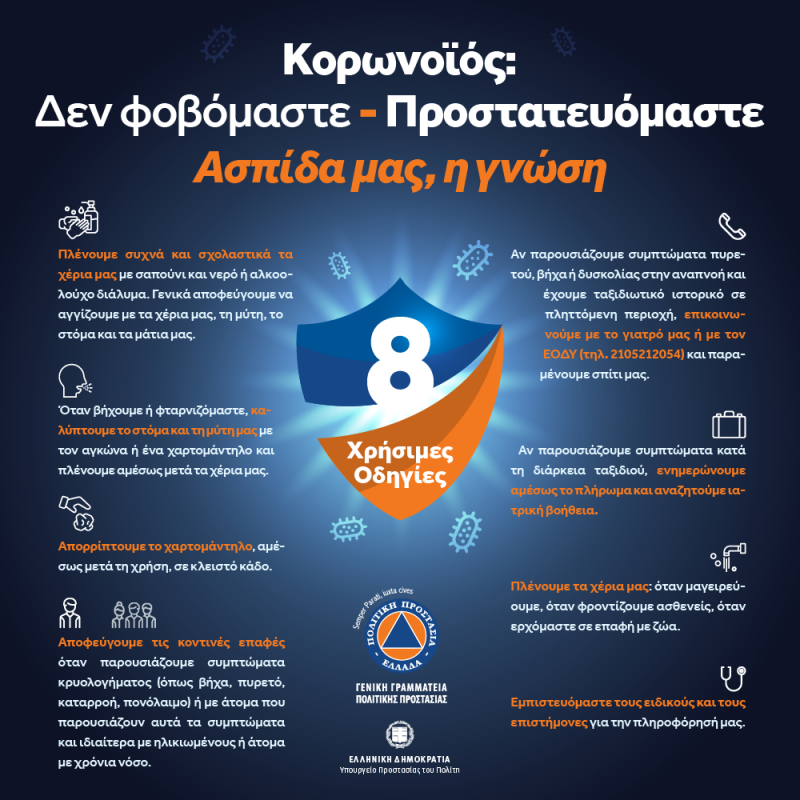 Κορωνοϊός:
Δεν φοβόμαστε - Προστατευόμαστε
Ασπίδα μας, η γνώση
Πλένουμε συχνά και σχολαστικά τα
χέρια μας με σαπούνι και νερό ή αλκοο-
λούχο διάλυμα. Γενικά αποφεύγουμε να
αγγίζουμε με τα χέρια μας, τη μύτη, το
στόμα και τα μάτια μας.
Όταν βήχουμε ή φταρνιζόμαστε, κα-
λύπτουμε το στόμα και τη μύτη μας με
τον αγκώνα ή ένα χαρτομάντηλο και
πλένουμε αμέσως μετά τα χέρια μας.
Απορρίπτουμε το χαρτομάντηλο, αμέ-
σως μετά τη χρήση, σε κλειστό κάδο.
Αποφεύγουμε τις κοντινές επαφές
όταν παρουσιάζουμε συμπτώματα
κρυολογήματος (όπως βήχα, πυρετό,
καταρροή, πονόλαιμο) ή με άτομα που
παρουσιάζουν αυτά τα συμπτώματα
και ιδιαίτερα με ηλικιωμένους ή άτομα
με χρόνια νόσο.
8
Χρήσιμες
Οδηγίες
Αν παρουσιάζουμε συμπτώματα πυρε-
τού, βήχα ή δυσκολίας στην αναπνοή και
έχουμε ταξιδιωτικό ιστορικό σε
πληττόμενη περιοχή, επικοινω-
νούμε με το γιατρό μας ή με τον
ΕΟΔΥ (τηλ. 2105212054) και παρα-
μένουμε σπίτι μας.
Αν παρουσιάζουμε συμπτώματα κατά
τη διάρκεια ταξιδιού, ενημερώνουμε
αμέσως το πλήρωμα και αναζητούμε ια-
τρική βοήθεια.
Πλένουμε τα χέρια μας: όταν μαγειρεύ-
ουμε, όταν φροντίζουμε ασθενείς, όταν
ερχόμαστε σε επαφή με ζώα.
Εμπιστευόμαστε τους ειδικούς και τους
επιστήμονες για την πληροφόρησή μας.
Semper Parati, iuxta cives
ΠΟΛΙΤΙΚΗ ΠΡΟΣΤΑΣΙΑ
- ΕΛΛΑΔΑ -
ΓΕΝΙΚΗ ΓΡΑΜΜΑΤΕΙΑ
ΠΟΛΙΤΙΚΗΣ ΠΡΟΣΤΑΣΙΑΣ
ΕΛΛΗΝΙΚΗ ΔΗΜΟΚΡΑΤΙΑ
Υπουργείο Προστασίας του Πολίτη